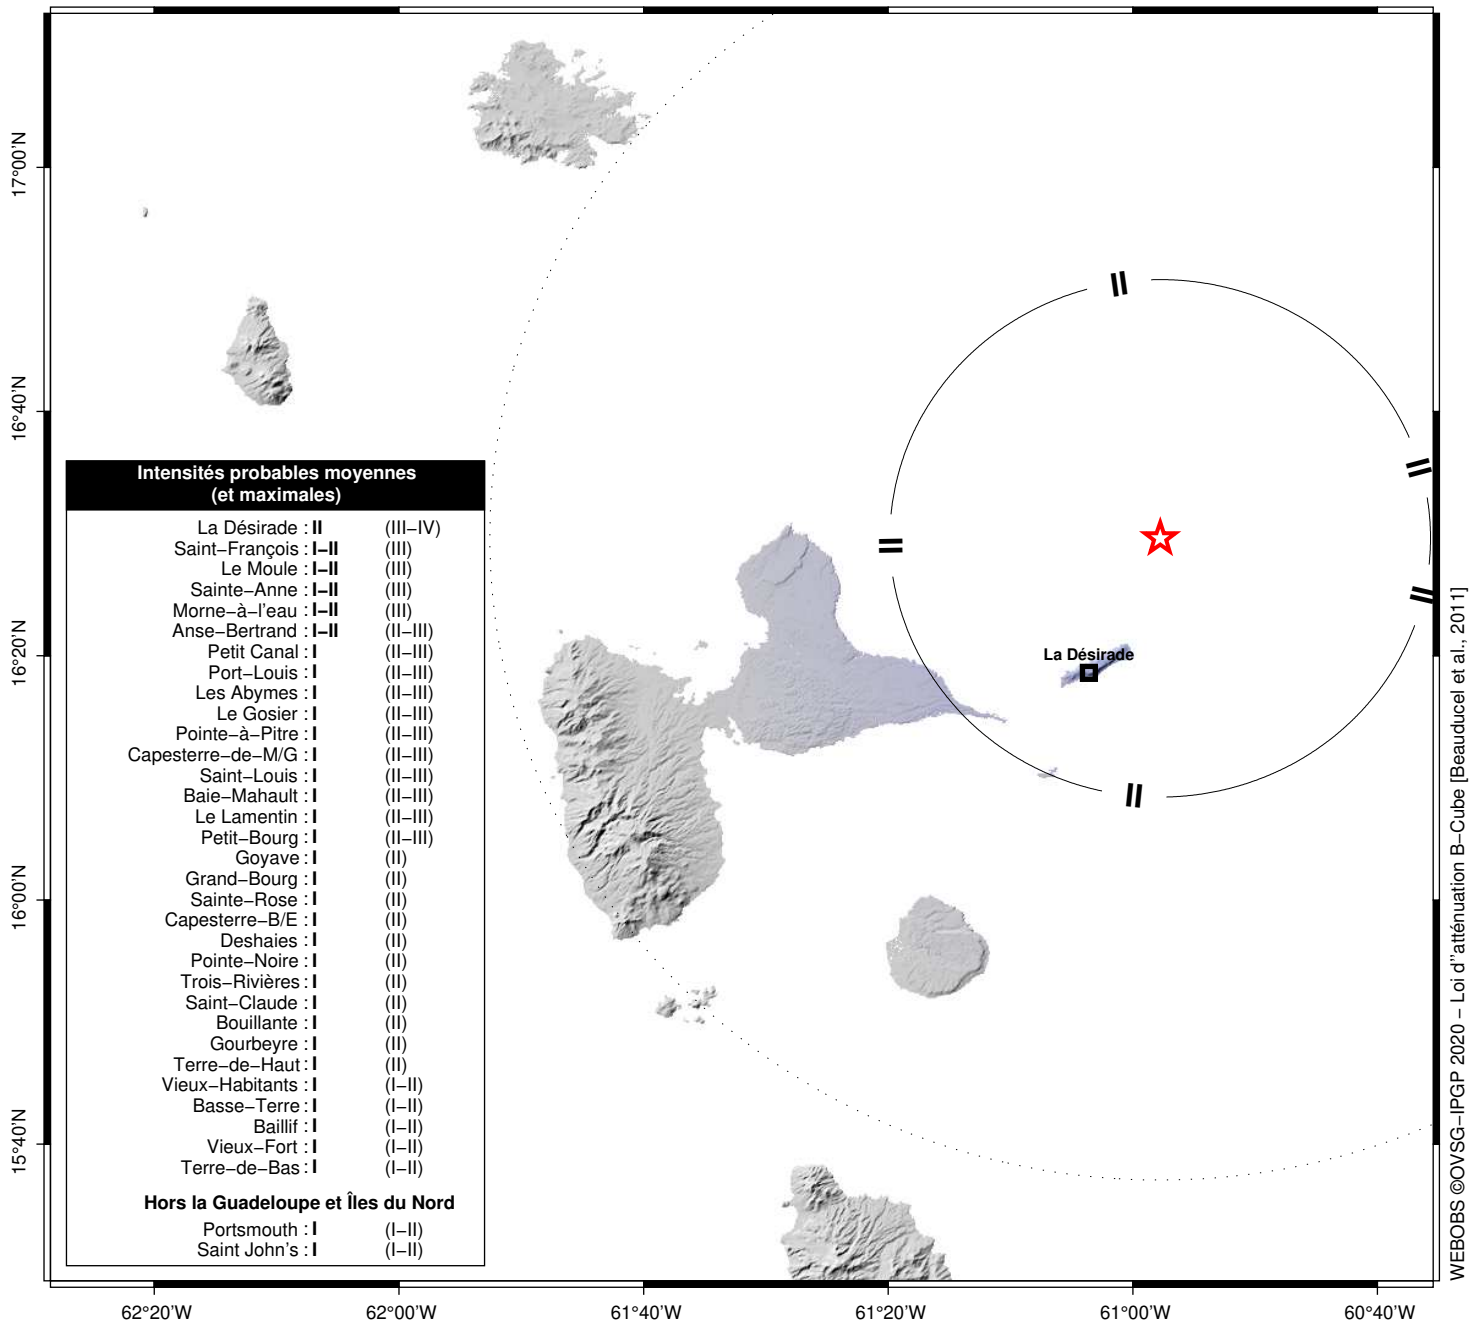 17°00'N
16°40'N
16°20'N
16°00'N
15°40'N
62°20'W
62°00'W
61°40'W
61°20'W
61°00'W
60°40'W
II
II
II
II
II
La Désirade
Intensités probables moyennes
(et maximales)
La Désirade : II (III−IV)
Saint−François : I−II (III)
Le Moule : I−II (III)
Sainte−Anne : I−II (III)
Morne−à−l'eau : I−II (III)
Anse−Bertrand : I−II (II−III)
Petit Canal : I (II−III)
Port−Louis : I (II−III)
Les Abymes : I (II−III)
Le Gosier : I (II−III)
Pointe−à−Pitre : I (II−III)
Capesterre−de−M/G : I (II−III)
Saint−Louis : I (II−III)
Baie−Mahault : I (II−III)
Le Lamentin : I (II−III)
Petit−Bourg : I (II−III)
Goyave : I (II)
Grand−Bourg : I (II)
Sainte−Rose : I (II)
Capesterre−B/E : I (II)
Deshaies : I (II)
Pointe−Noire : I (II)
Trois−Rivières : I (II)
Saint−Claude : I (II)
Bouillante : I (II)
Gourbeyre : I (II)
Terre−de−Haut : I (II)
Vieux−Habitants : I (I−II)
Basse−Terre : I (I−II)
Baillif : I (I−II)
Vieux−Fort : I (I−II)
Terre−de−Bas : I (I−II)
Hors la Guadeloupe et Îles du Nord
Portsmouth : I (I−II)
Saint John's : I (I−II)
WEBOBS ©OVSG−IPGP 2020 − Loi d''atténuation B−Cube [Beauducel et al., 2011]